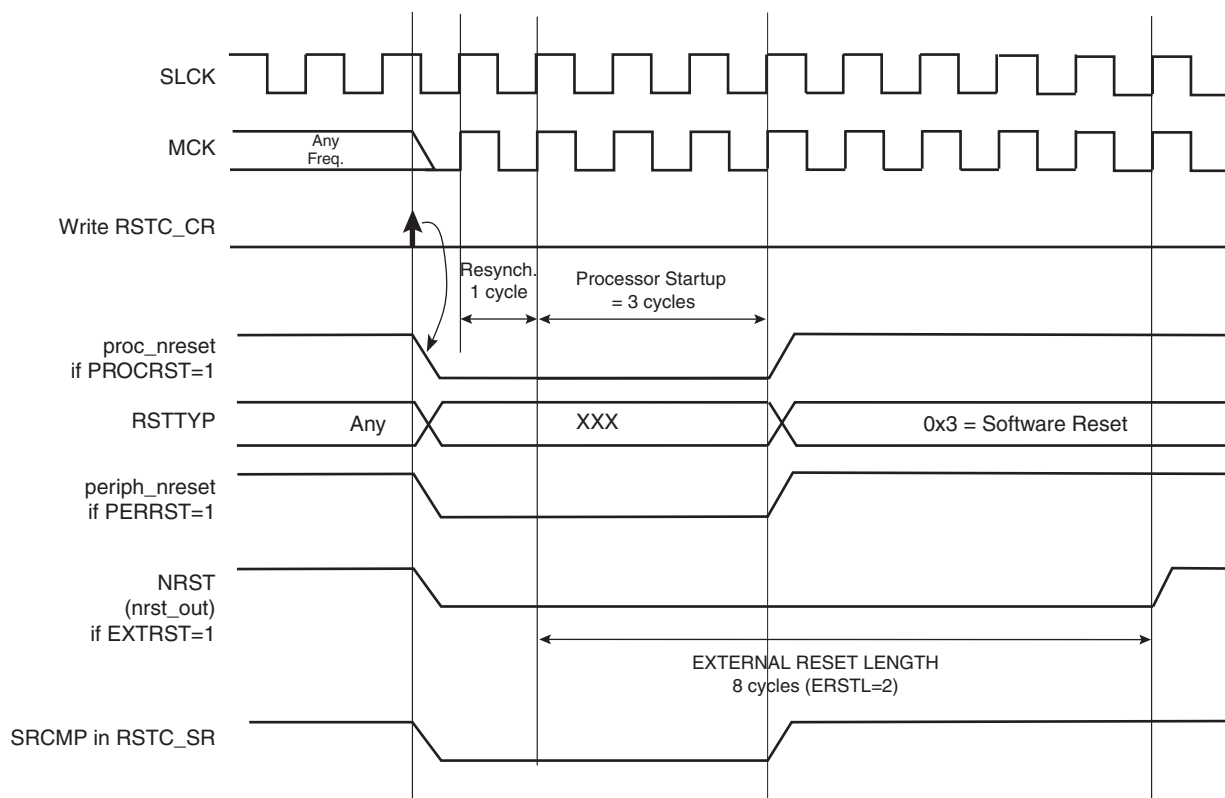 SLCK
MCK
Any
Freq.
Write RSTC_CR
Resynch.
1 cycle
Processor Startup
= 3 cycles
proc_nreset
if PROCRST=1
RSTTYP
Any
XXX
0x3 = Software Reset
periph_nreset
if PERRST=1
NRST
(nrst_out)
if EXTRST=1
EXTERNAL RESET LENGTH
8 cycles (ERSTL=2)
SRCMP in RSTC_SR